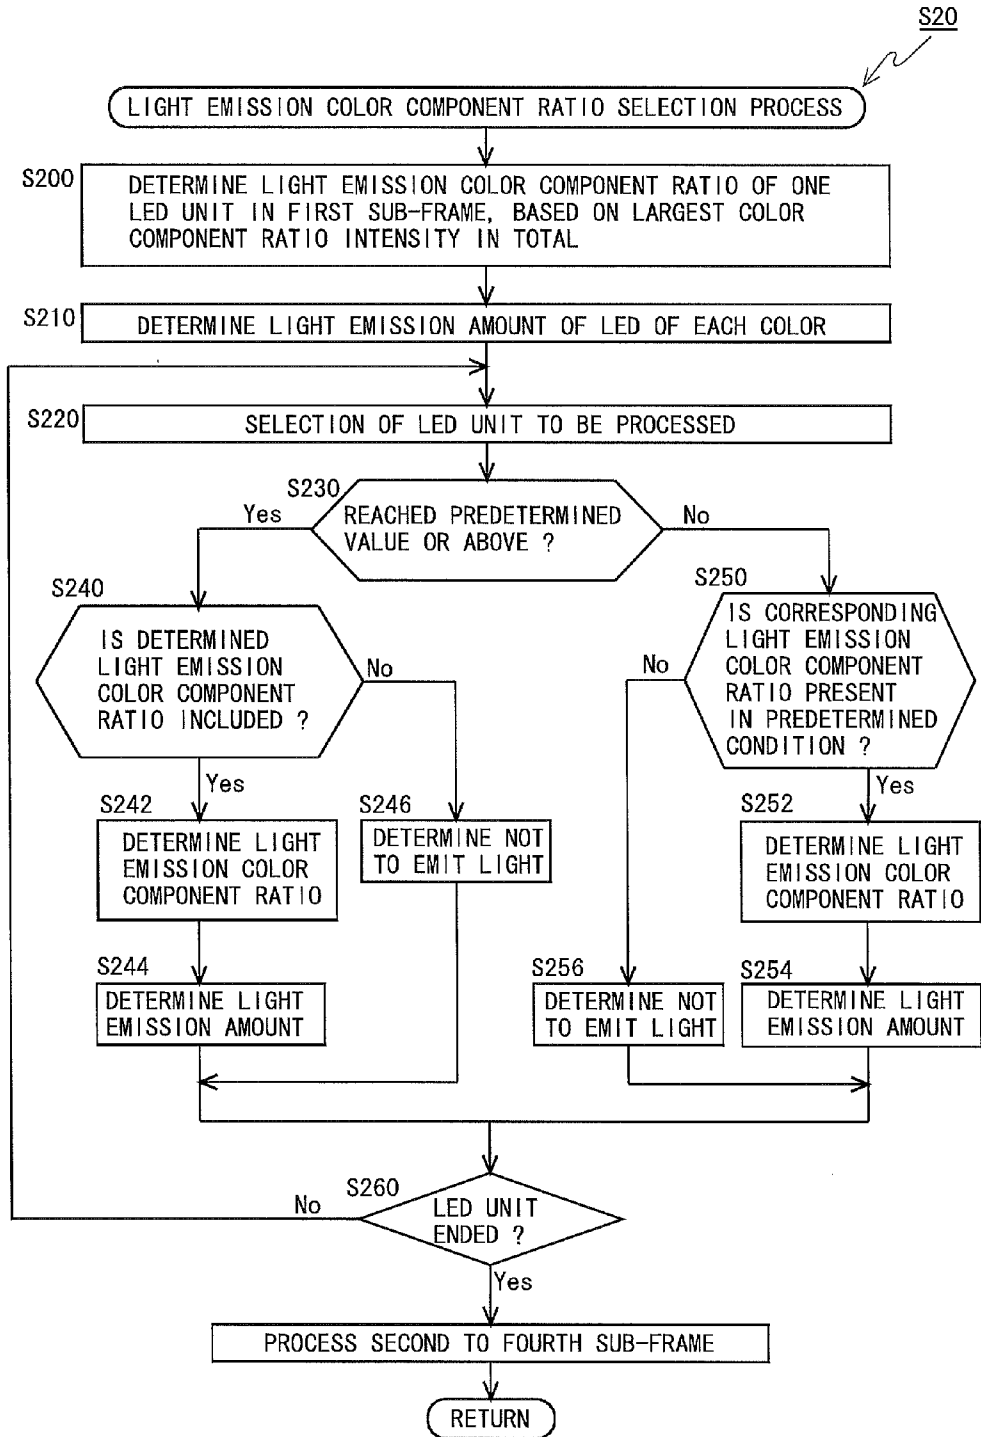 S20
LIGHT EMISSION COLOR COMPONENT RATIO SELECTION PROCESS
S200
DETERMINE LIGHT EMISSION COLOR COMPONENT RATIO OF ONE
LED UNIT IN FIRST SUB-FRAME, BASED ON LARGEST COLOR
COMPONENT RATIO INTENSITY IN TOTAL
S210
DETERMINE LIGHT EMISSION AMOUNT OF LED OF EACH COLOR
S220
SELECTION OF LED UNIT TO BE PROCESSED
S230
REACHED PREDETERMINED
VALUE OR ABOVE ?
Yes
No
S240
IS DETERMINED
LIGHT EMISSION
COLOR COMPONENT
RATIO INCLUDED ?
No
Yes
S250
IS CORRESPONDING
LIGHT EMISSION
COLOR COMPONENT
RATIO PRESENT
IN PREDETERMINED
CONDITION ?
No
Yes
S242
DETERMINE LIGHT
EMISSION COLOR
COMPONENT RATIO
S246
DETERMINE NOT
TO EMIT LIGHT
S252
DETERMINE LIGHT
EMISSION COLOR
COMPONENT RATIO
S244
DETERMINE LIGHT
EMISSION AMOUNT
S256
DETERMINE NOT
TO EMIT LIGHT
S254
DETERMINE LIGHT
EMISSION AMOUNT
S260
LED UNIT
ENDED ?
No
Yes
PROCESS SECOND TO FOURTH SUB-FRAME
RETURN